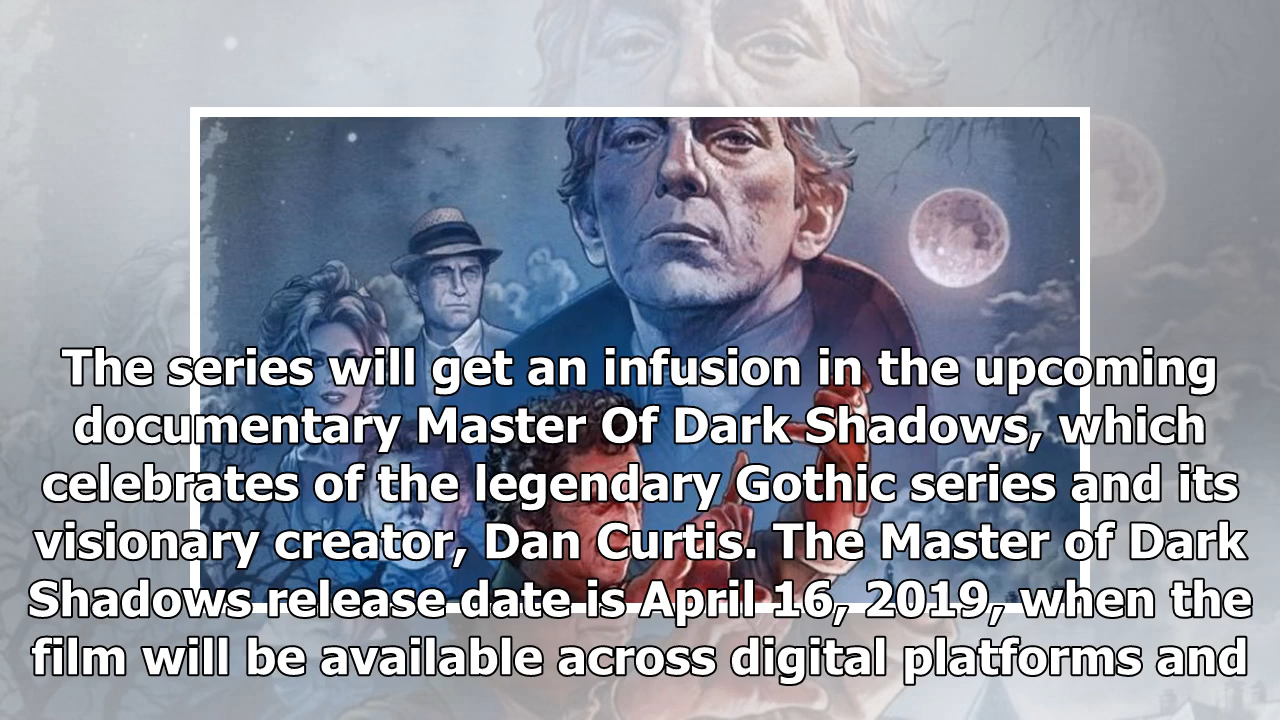 The series will get an infusion in the upcoming
documentary Master Of Dark Shadows, which
celebrates of the legendary Gothic series and its
visionary creator, Dan Curtis. The Master of Dark
Shadows release date is April 16, 2019, when the
film will be available across digital platforms and